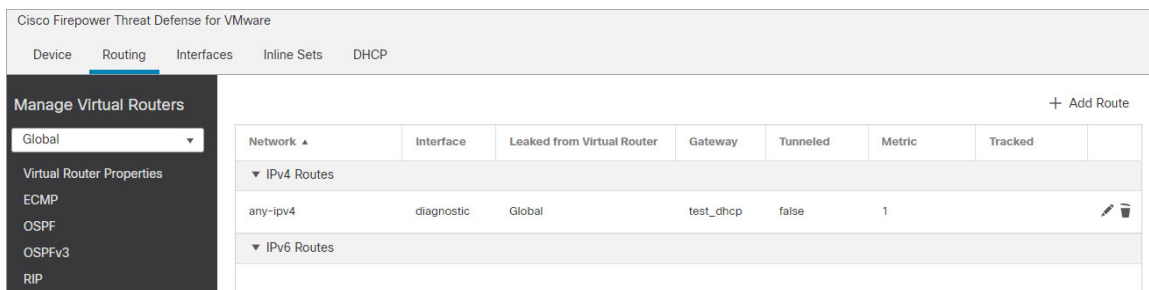 Cisco Firepower Threat Defense for VMware
Device Routing Interfaces Inline Sets DHCP
Manage Virtual Routers
Global
Virtual Router Properties
ECMP
OSPF
OSPFv3
RIP
+ Add Route
Network Interface Leaked from Virtual Router Gateway Tunneled Metric Tracked
IPv4 Routes
any-ipv4 diagnostic Global test_dhcp false 1
IPv6 Routes